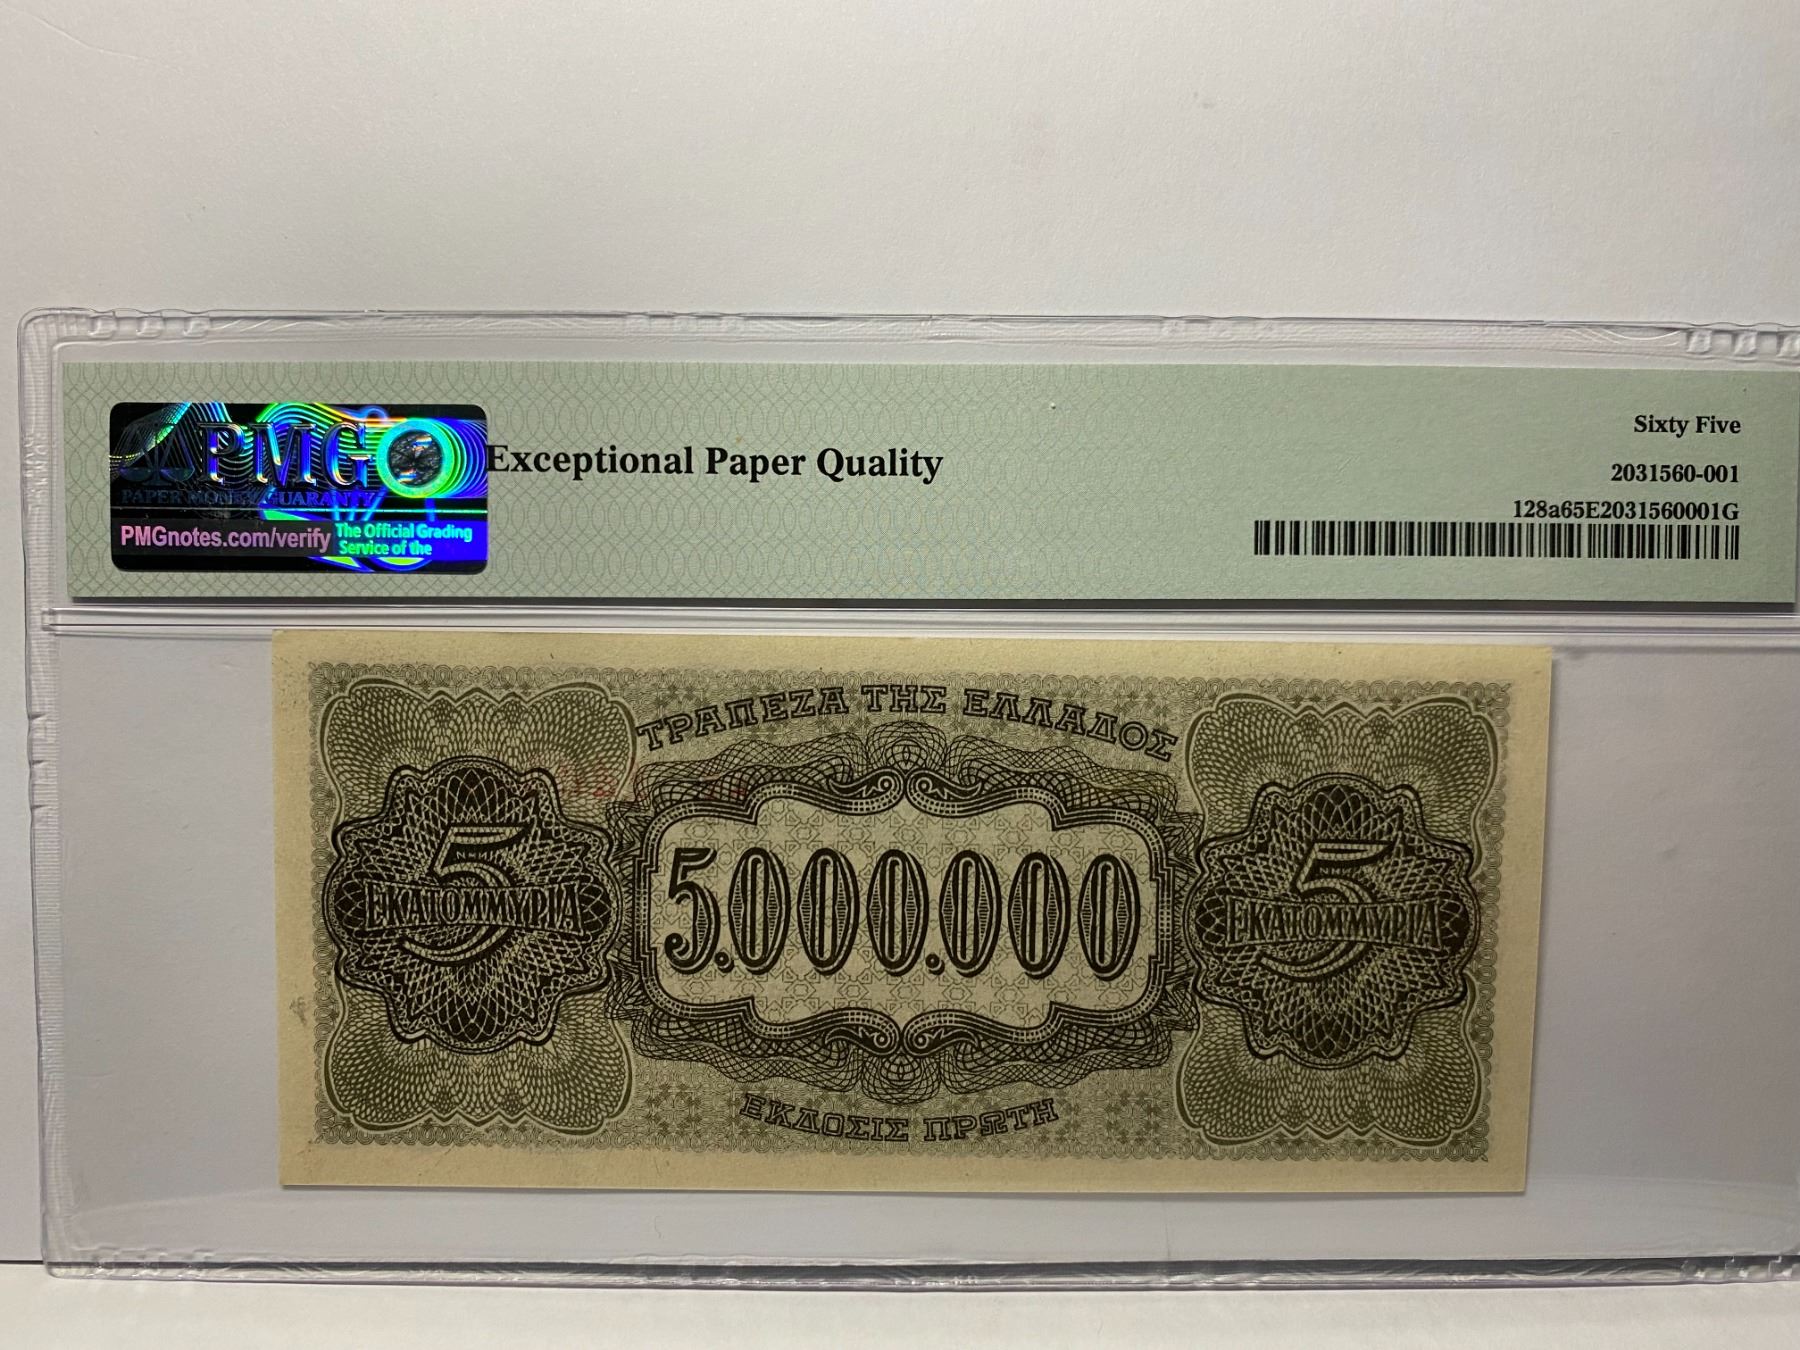 PMG
PAPER MONEY GUARANTY
PMGnotes.com/verify
The Official Grading
Service of the
Exceptional Paper Quality
Sixty Five
2031560-001
128a65E2031560001G
ΤΡΑΠΕΖΑ ΤΗΣ ΕΛΛΑΔΟΣ
5
ΕΚΑΤΟΜΜΥΡΙΑ
5.000.000
5
ΕΚΑΤΟΜΜΥΡΙΑ
ΕΚΔΟΣΙΣ ΠΡΩΤΗ